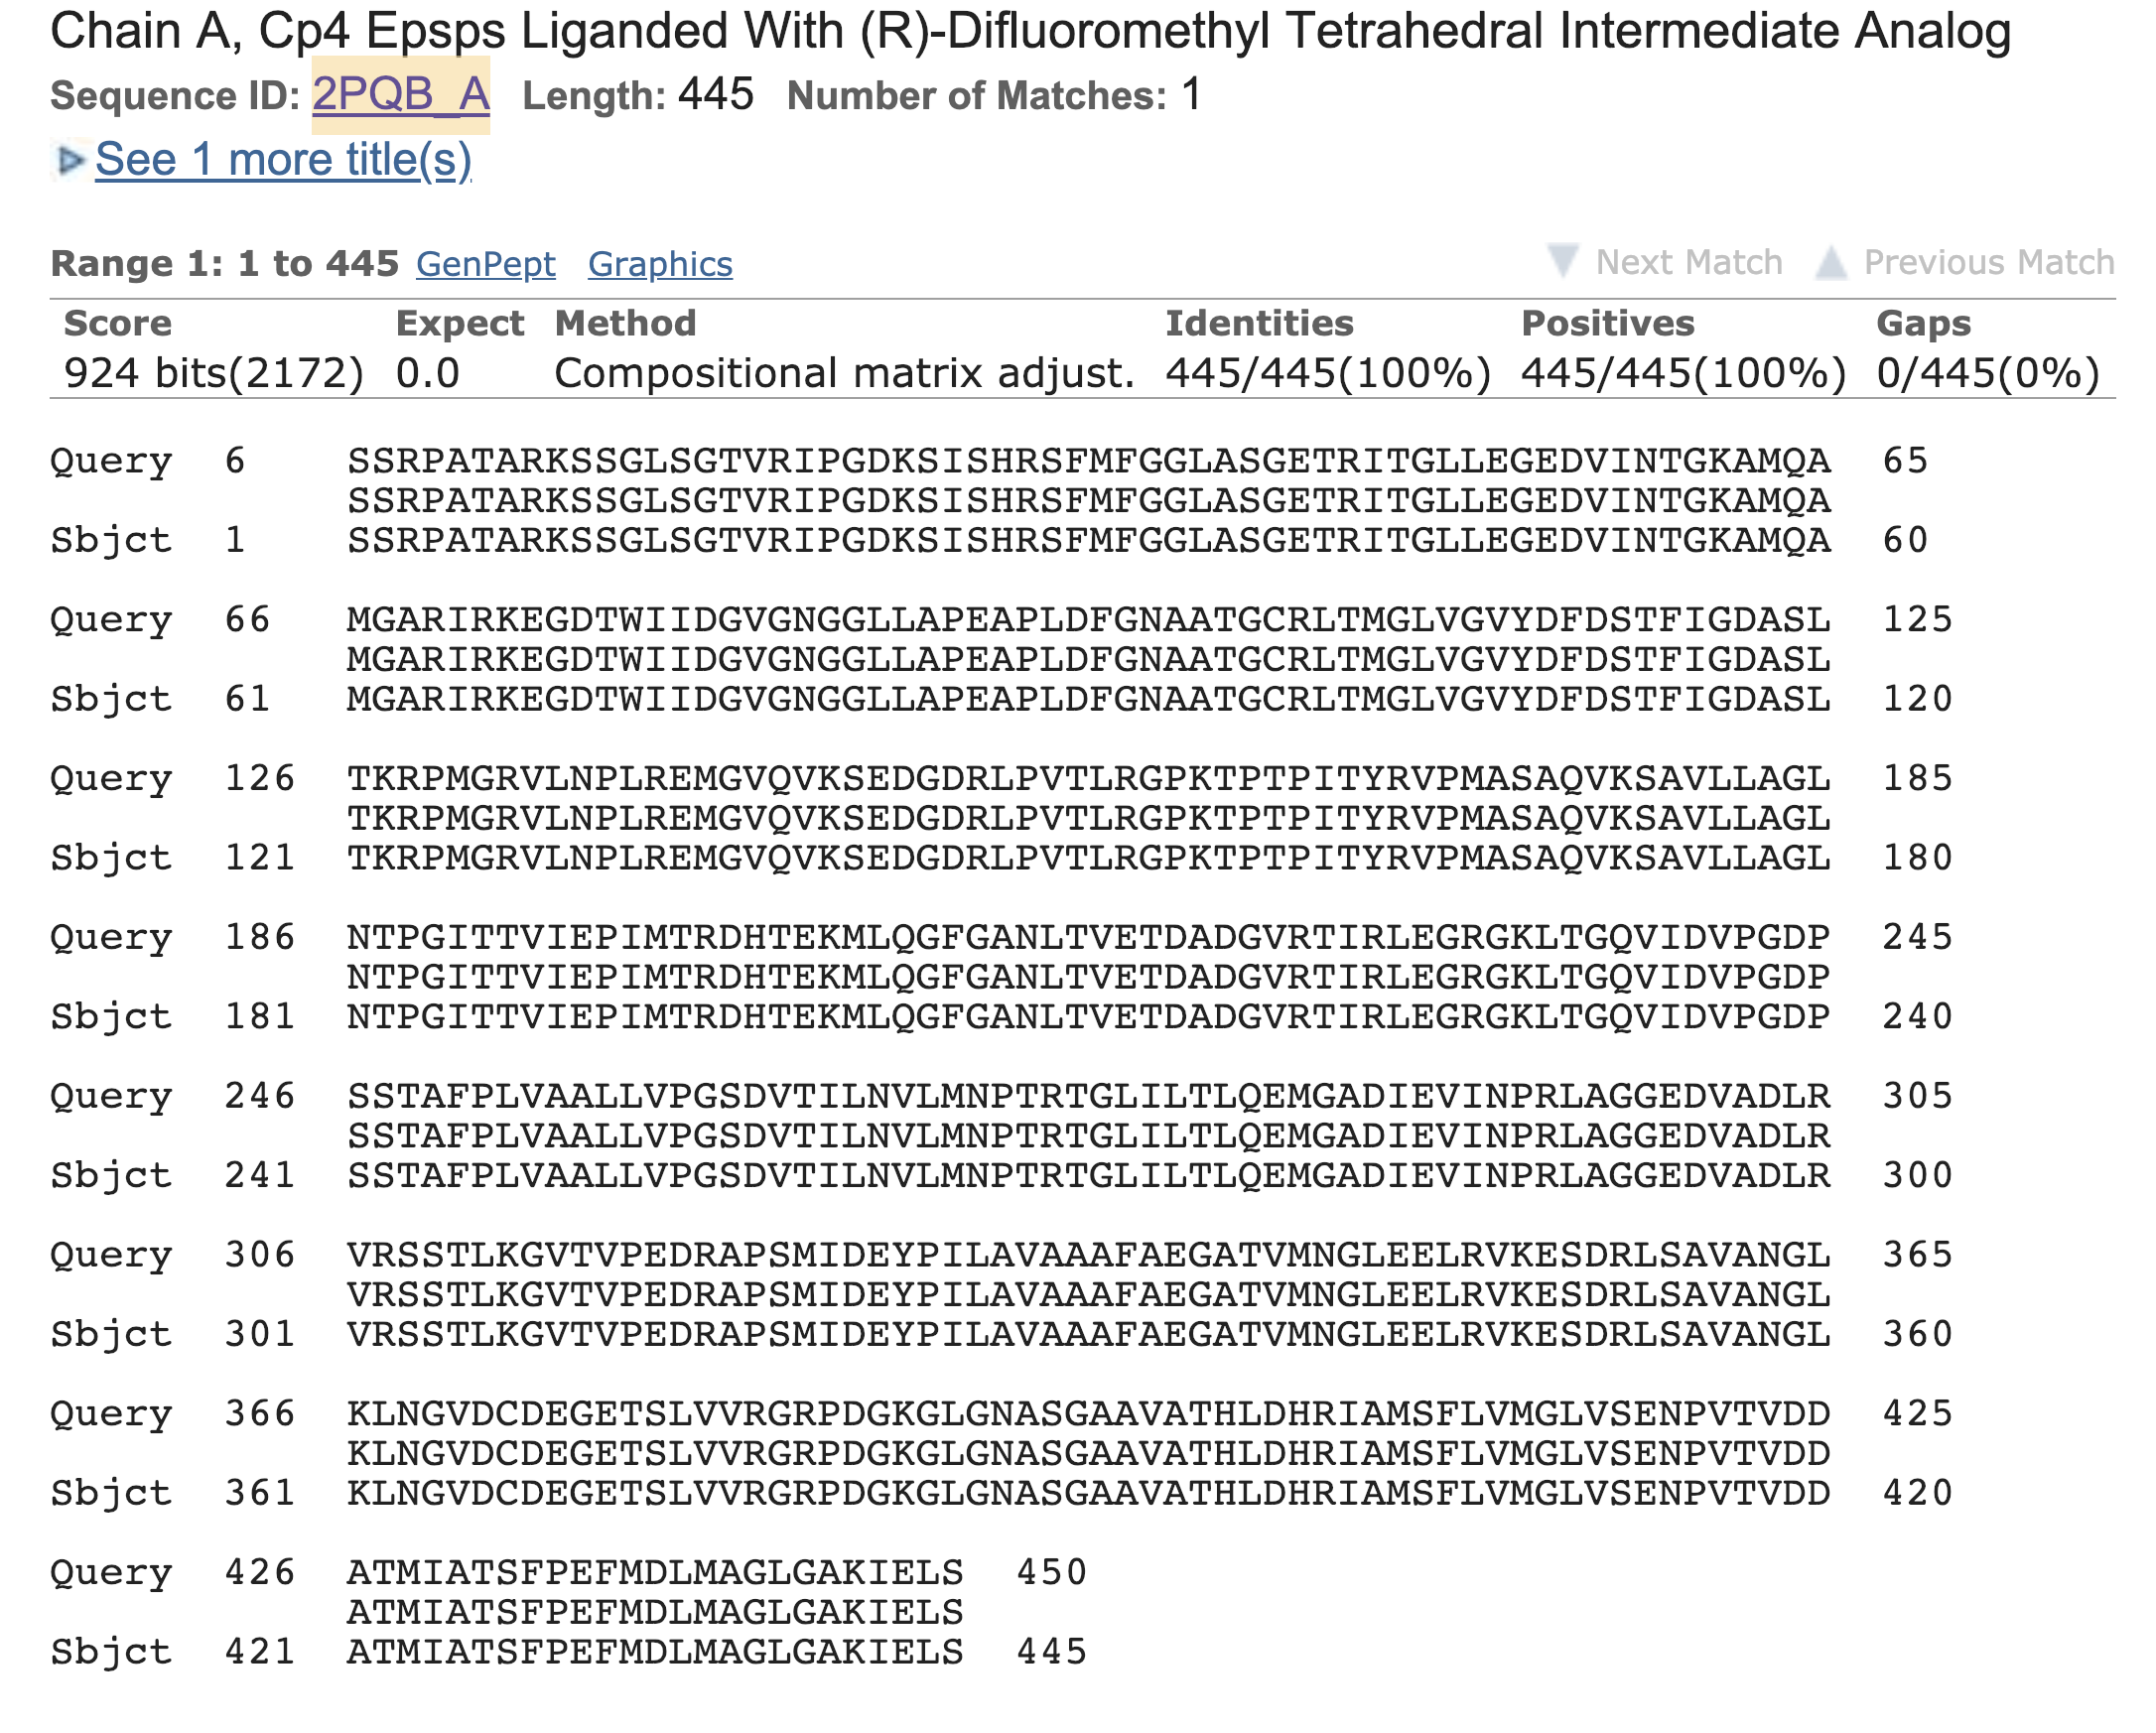 Chain A, Cp4 Epsps Liganded With (R)-Difluoromethyl Tetrahedral Intermediate Analog
Sequence ID: 2PQB_A Length: 445 Number of Matches: 1
See 1 more title(s)
Range 1: 1 to 445 GenPept Graphics Next Match Previous Match
Score Expect Method Identities Positives Gaps
924 bits(2172) 0.0 Compositional matrix adjust. 445/445(100%) 445/445(100%) 0/445(0%)
Query 6 SSRPATARKSSGLSGTVRIPGDKSISHRSFMFGGLASGETRITGLLEGEDVINTGKAMQA 65
SSRPATARKSSGLSGTVRIPGDKSISHRSFMFGGLASGETRITGLLEGEDVINTGKAMQA
Sbjct 1 SSRPATARKSSGLSGTVRIPGDKSISHRSFMFGGLASGETRITGLLEGEDVINTGKAMQA 60
Query 66 MGARIRKEGDTWIIDGVGNGGLLAPEAPLDFGNAATGCRLTMGLVGVYDFDSTFIGDASL 125
MGARIRKEGDTWIIDGVGNGGLLAPEAPLDFGNAATGCRLTMGLVGVYDFDSTFIGDASL
Sbjct 61 MGARIRKEGDTWIIDGVGNGGLLAPEAPLDFGNAATGCRLTMGLVGVYDFDSTFIGDASL 120
Query 126 TKRPMGRVLNPLREMGVQVKSEDGDRLPVTLRGPKTPTPITYRVPMASAQVKSAVLLAGL 185
TKRPMGRVLNPLREMGVQVKSEDGDRLPVTLRGPKTPTPITYRVPMASAQVKSAVLLAGL
Sbjct 121 TKRPMGRVLNPLREMGVQVKSEDGDRLPVTLRGPKTPTPITYRVPMASAQVKSAVLLAGL 180
Query 186 NTPGITTVIEPIMTRDHTEKMLQGFGANLTVETDADGVRTIRLEGRGKLTGQVIDVPGDP 245
NTPGITTVIEPIMTRDHTEKMLQGFGANLTVETDADGVRTIRLEGRGKLTGQVIDVPGDP
Sbjct 181 NTPGITTVIEPIMTRDHTEKMLQGFGANLTVETDADGVRTIRLEGRGKLTGQVIDVPGDP 240
Query 246 SSTAFPLVAALLVPGSDVTILNVLMNPTRTGLILTLQEMGADIEVINPRLAGGEDVADLR 305
SSTAFPLVAALLVPGSDVTILNVLMNPTRTGLILTLQEMGADIEVINPRLAGGEDVADLR
Sbjct 241 SSTAFPLVAALLVPGSDVTILNVLMNPTRTGLILTLQEMGADIEVINPRLAGGEDVADLR 300
Query 306 VRSSTLKGVTVPEDRAPSMIDEYPILAVAAAFAEGATVMNGLEELRVKESDRLSAVANGL 365
VRSSTLKGVTVPEDRAPSMIDEYPILAVAAAFAEGATVMNGLEELRVKESDRLSAVANGL
Sbjct 301 VRSSTLKGVTVPEDRAPSMIDEYPILAVAAAFAEGATVMNGLEELRVKESDRLSAVANGL 360
Query 366 KLNGVDCDEGETSLVVRGRPDGKGLGNASGAAVATHLDHRIAMSFLVMGLVSENPVTVDD 425
KLNGVDCDEGETSLVVRGRPDGKGLGNASGAAVATHLDHRIAMSFLVMGLVSENPVTVDD
Sbjct 361 KLNGVDCDEGETSLVVRGRPDGKGLGNASGAAVATHLDHRIAMSFLVMGLVSENPVTVDD 420
Query 426 ATMIATSFPEFMDLMAGLGAKIELS 450
ATMIATSFPEFMDLMAGLGAKIELS
Sbjct 421 ATMIATSFPEFMDLMAGLGAKIELS 445